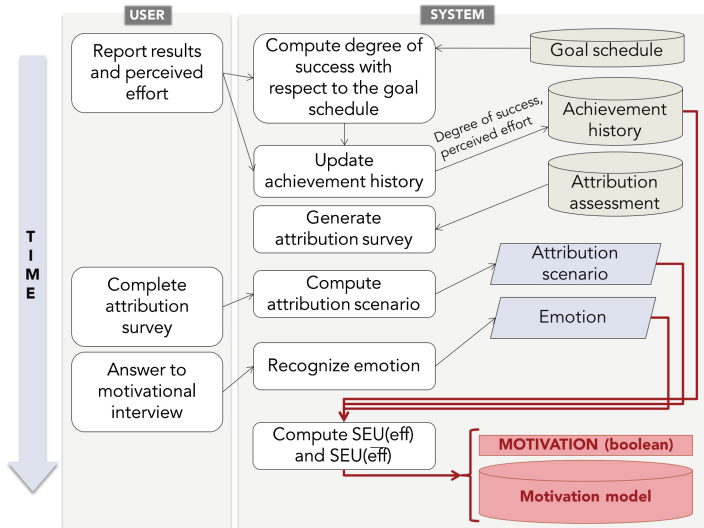 USER
SYSTEM
TIME
Report results
and perceived
effort
Compute degree of
success with
respect to the goal
schedule
Goal schedule
Degree of success,
perceived effort
Achievement
history
Update
achievement history
Attribution
assessment
Generate
attribution survey
Complete
attribution
survey
Compute
attribution scenario
Attribution
scenario
Emotion
Answer to
motivational
interview
Recognize emotion
Compute SEU(eff)
and SEU(e̅f̅f̅)
MOTIVATION (boolean)
Motivation model